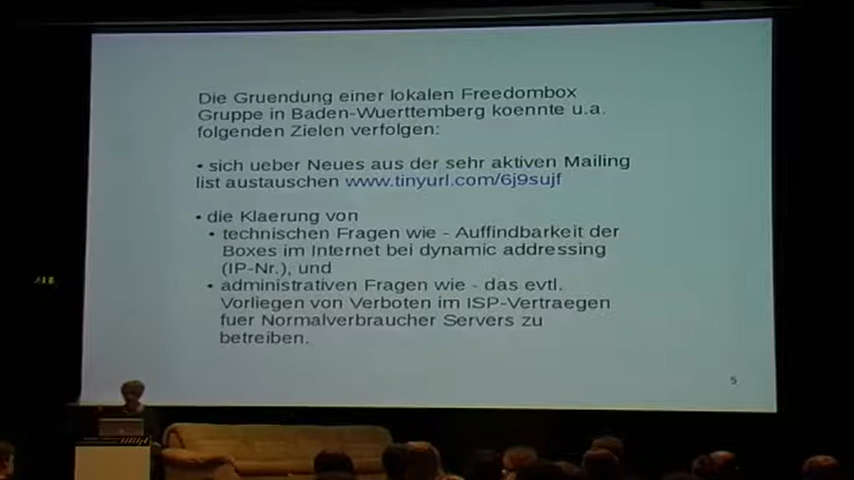 Die Gruendung einer lokalen Freedombox
Gruppe in Baden-Wuerttemberg koennte u.a.
folgenden Zielen verfolgen:
• sich ueber Neues aus der sehr aktiven Mailing
list austauschen www.tinyurl.com/6j9sujf
• die Klaerung von
• technischen Fragen wie - Auffindbarkeit der
Boxes im Internet bei dynamic addressing
(IP-Nr.), und
• administrativen Fragen wie - das evtl.
Vorliegen von Verboten im ISP-Vertraegen
fuer Normalverbraucher Servers zu
betreiben.
5